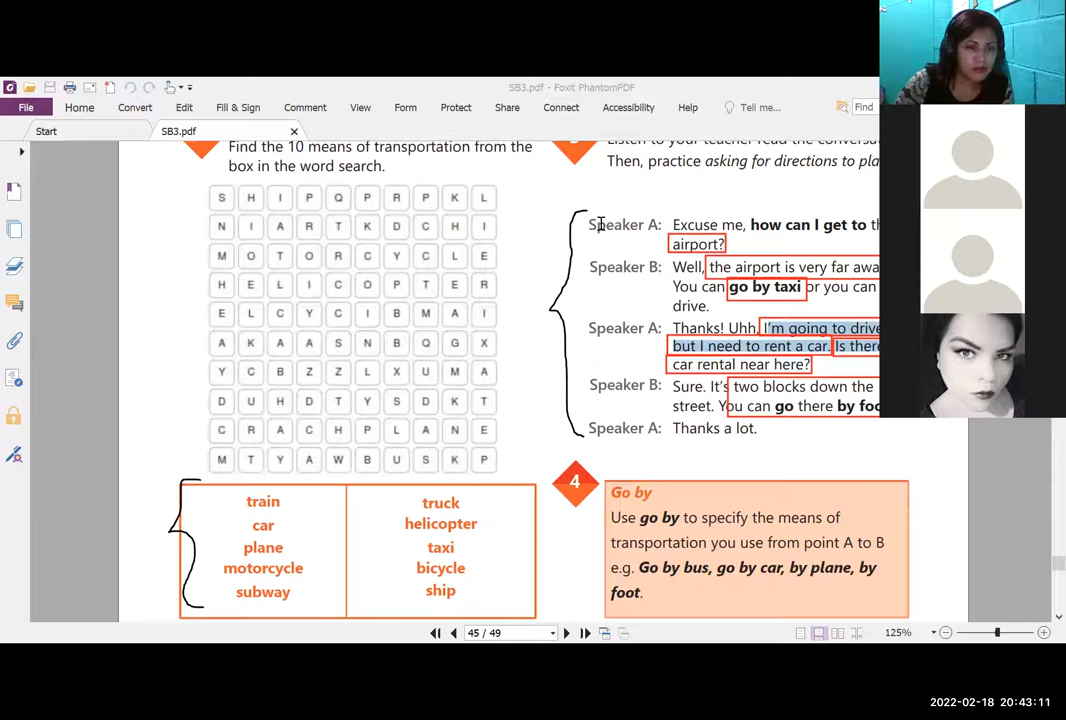 SB3.pdf - Foxit PhantomPDF
File Home Convert Edit Fill & Sign Comment View Form Protect Share Connect Accessibility Help Tell me... Find
Start SB3.pdf
Find the 10 means of transportation from the
box in the word search.
S H I P Q P R P K L
N I A R T K D C H I
M O T O R C Y C L E
H E L I C O P T E R
E L C Y C I B M A I
A K A A S N B Q G X
Y C B Z Z L X U M A
D U H D T Y S D K T
C R A C H P L A N E
M T Y A W B U S K P
train
car
plane
motorcycle
subway
truck
helicopter
taxi
bicycle
ship
Listen to your teacher read the
Then, practice asking for directions to
Speaker A: Excuse me, how can I get to
airport?
Speaker B: Well, the airport is very far
You can go by taxi or you can
drive.
Speaker A: Thanks! Uhh, I'm going to drive
but I need to rent a car. Is there
car rental near here?
Speaker B: Sure. It's two blocks down the
street. You can go there by
Speaker A: Thanks a lot.
4
Go by
Use go by to specify the means of
transportation you use from point A to B
e.g. Go by bus, go by car, by plane, by
foot.
45 / 49
125%
2022-02-18 20:43:11